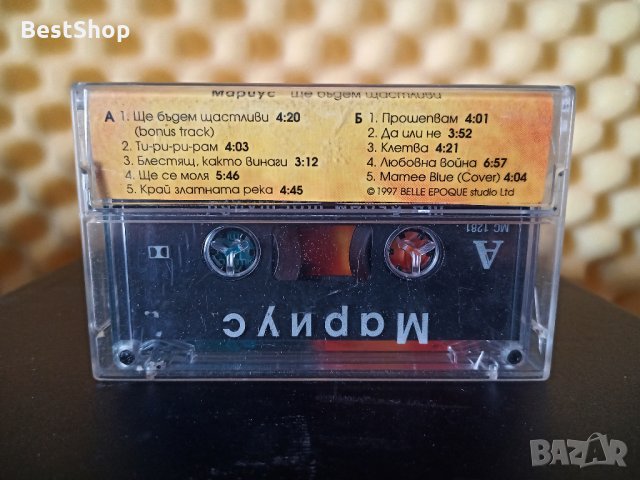 BestShop
Мариус Ще бъдем щастливи
А 1. Ще бъдем щастливи 4:20
(bonus track)
2. Ти-ри-ри-рам 4:03
3. Блестящ, както винаги 3:12
4. Ще се моля 5:46
5. Край златната река 4:45
Б 1. Прошепвам 4:01
2. Да или не 3:52
3. Клетва 4:21
4. Любовна война 6:57
5. Mamee Blue (Cover) 4:04
© 1997 BELLE EPOQUE studio Ltd
MC 1281
A
Мариус
BAZAR